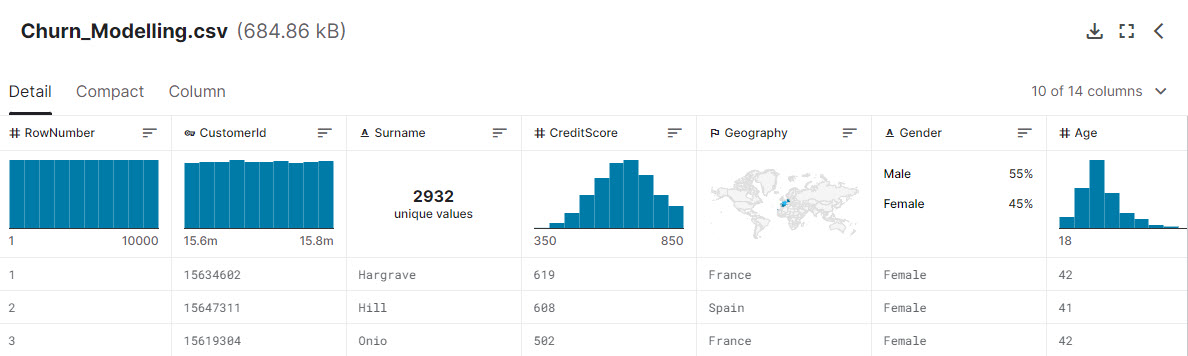 Churn_Modelling.csv (684.86 kB)
Detail Compact Column 10 of 14 columns
RowNumber CustomerId Surname CreditScore Geography Gender Age
Male 55%
2932
unique values
Female 45%
1 10000 15.6m 15.8m 350 850 18
1 15634602 Hargrave 619 France Female 42
2 15647311 Hill 608 Spain Female 41
3 15619304 Onio 502 France Female 42